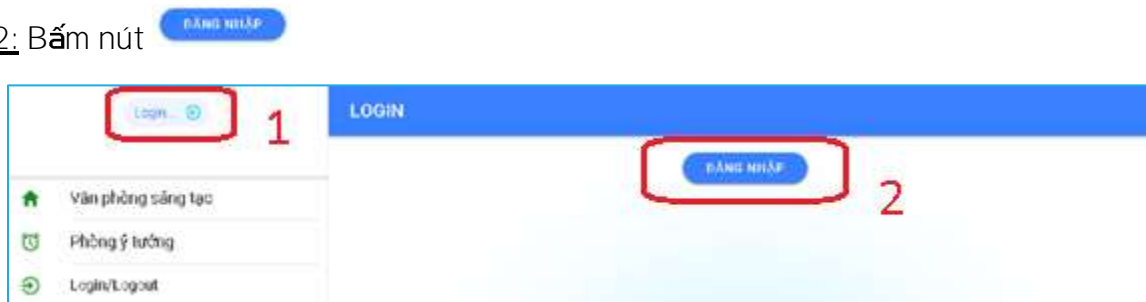 2: Bấm nút ĐĂNG NHẬP
Login... 1 LOGIN
ĐĂNG NHẬP 2
Văn phòng sáng tạo
Phòng ý tưởng
Login/Logout